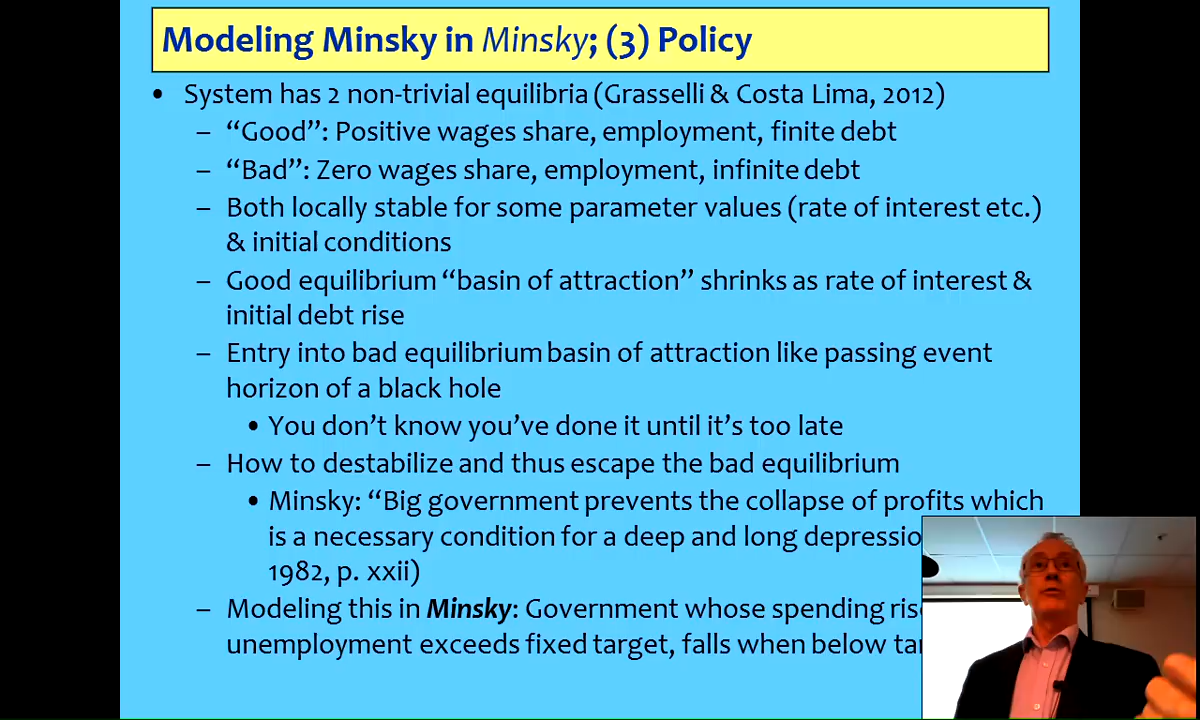 Modeling Minsky in Minsky; (3) Policy
• System has 2 non-trivial equilibria (Grasselli & Costa Lima, 2012)
– “Good”: Positive wages share, employment, finite debt
– “Bad”: Zero wages share, employment, infinite debt
– Both locally stable for some parameter values (rate of interest etc.)
& initial conditions
– Good equilibrium “basin of attraction” shrinks as rate of interest &
initial debt rise
– Entry into bad equilibrium basin of attraction like passing event
horizon of a black hole
• You don’t know you’ve done it until it’s too late
– How to destabilize and thus escape the bad equilibrium
• Minsky: “Big government prevents the collapse of profits which
is a necessary condition for a deep and long
1982, p. xxii)
– Modeling this in Minsky: Government whose spending
unemployment exceeds fixed target, falls when below